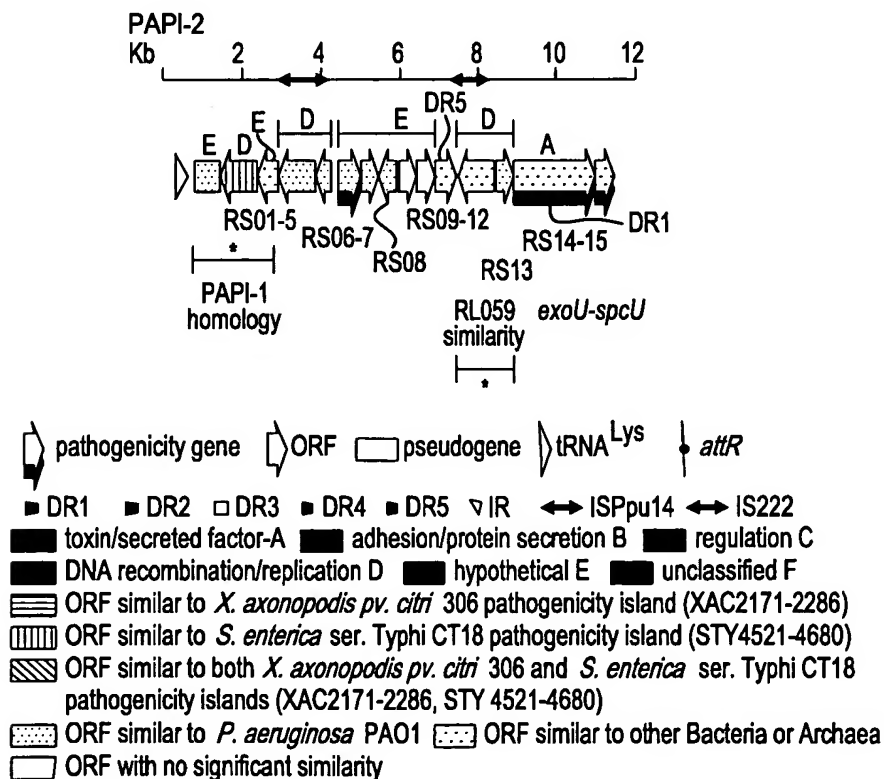 PAPI-2
Kb 2 4 6 8 10 12
DR5
E D E D E D A
RS01-5 RS06-7 RS08 RS09-12 RS13 RS14-15 DR1
*
PAPI-1
homology
RL059
similarity
exoU-spcU
*
pathogenicity gene ORF pseudogene tRNA Lys attR
DR1 DR2 DR3 DR4 DR5 IR ISPpu14 IS222
toxin/secreted factor-A adhesion/protein secretion B regulation C
DNA recombination/replication D hypothetical E unclassified F
ORF similar to X. axonopodis pv. citri 306 pathogenicity island (XAC2171-2286)
ORF similar to S. enterica ser. Typhi CT18 pathogenicity island (STY4521-4680)
ORF similar to both X. axonopodis pv. citri 306 and S. enterica ser. Typhi CT18
pathogenicity islands (XAC2171-2286, STY 4521-4680)
ORF similar to P. aeruginosa PAO1 ORF similar to other Bacteria or Archaea
ORF with no significant similarity